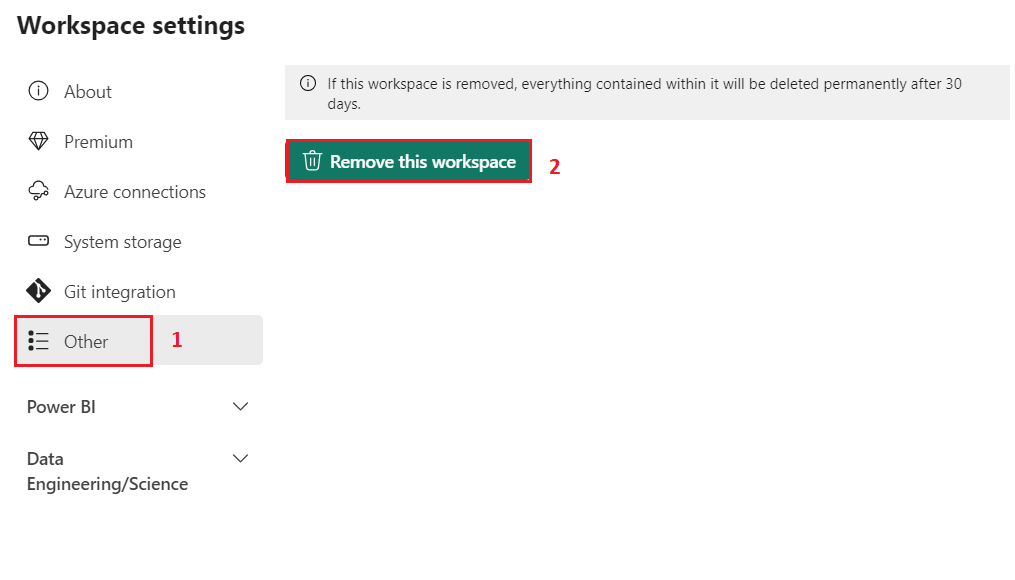 Workspace settings
About
Premium
Azure connections
System storage
Git integration
Other
1
Power BI
Data
Engineering/Science
If this workspace is removed, everything contained within it will be deleted permanently after 30
days.
Remove this workspace
2